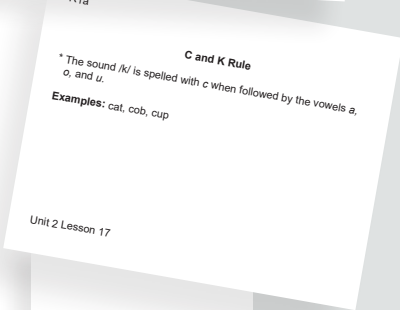 C and K Rule
* The sound /k/ is spelled with c when followed by the vowels a,
o, and u.
Examples: cat, cob, cup
Unit 2 Lesson 17